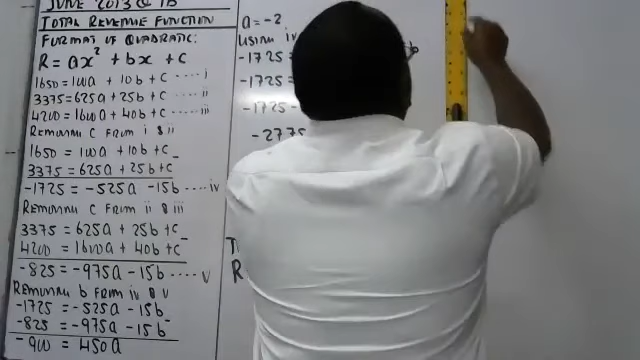 JUNE 2013 Q 1B
TOTAL REVENUE FUNCTION
FORMAT OF QUADRATIC:
R = ax² + bx + c
1650 = 100a + 10b + c ····i
3375 = 625a + 25b + c ····ii
4200 = 1600a + 40b + c ····iii
REMOVING C FROM i & ii
1650 = 100a + 10b + c -
3375 = 625a + 25b + c
-1725 = -525a - 15b ····iv
REMOVING C FROM ii & iii
3375 = 625a + 25b + c -
4200 = 1600a + 40b + c
-825 = -975a - 15b ····v
REMOVING b FROM iv & v
-1725 = -525a - 15b -
-825 = -975a - 15b
-900 = 450a
a = -2
USING iv
-1725 =
-1725 =
-1725 -
-2775
R